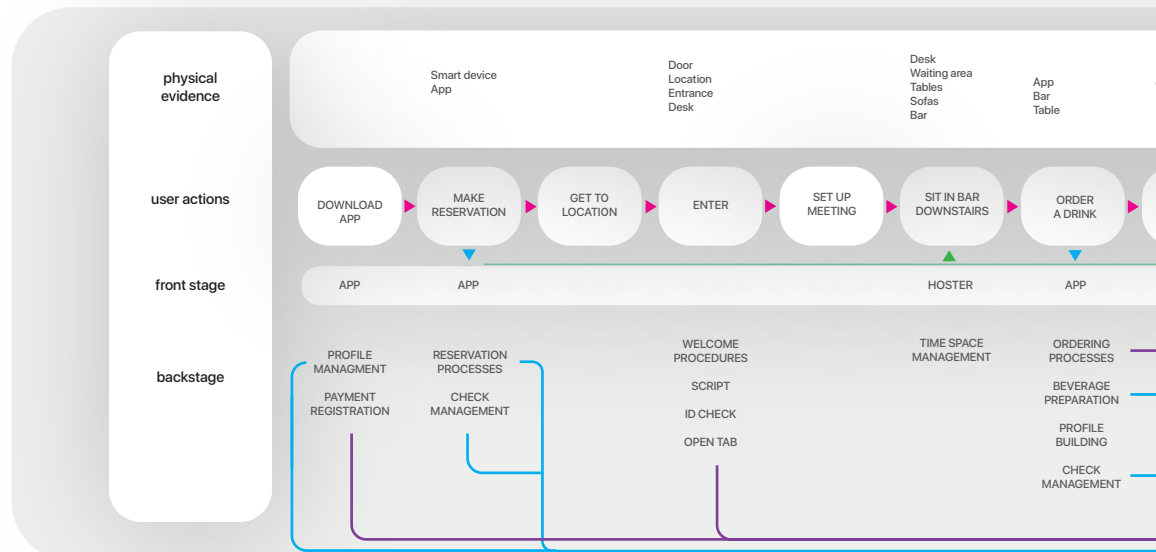 physical
evidence
Smart device
App
Door
Location
Entrance
Desk
Desk
Waiting area
Tables
Sofas
Bar
App
Bar
Table
user actions
DOWNLOAD
APP
MAKE
RESERVATION
GET TO
LOCATION
ENTER
SET UP
MEETING
SIT IN BAR
DOWNSTAIRS
ORDER
A DRINK
front stage
APP
APP
HOSTER
APP
backstage
PROFILE
MANAGMENT
PAYMENT
REGISTRATION
RESERVATION
PROCESSES
CHECK
MANAGEMENT
WELCOME
PROCEDURES
SCRIPT
ID CHECK
OPEN TAB
TIME SPACE
MANAGEMENT
ORDERING
PROCESSES
BEVERAGE
PREPARATION
PROFILE
BUILDING
CHECK
MANAGEMENT